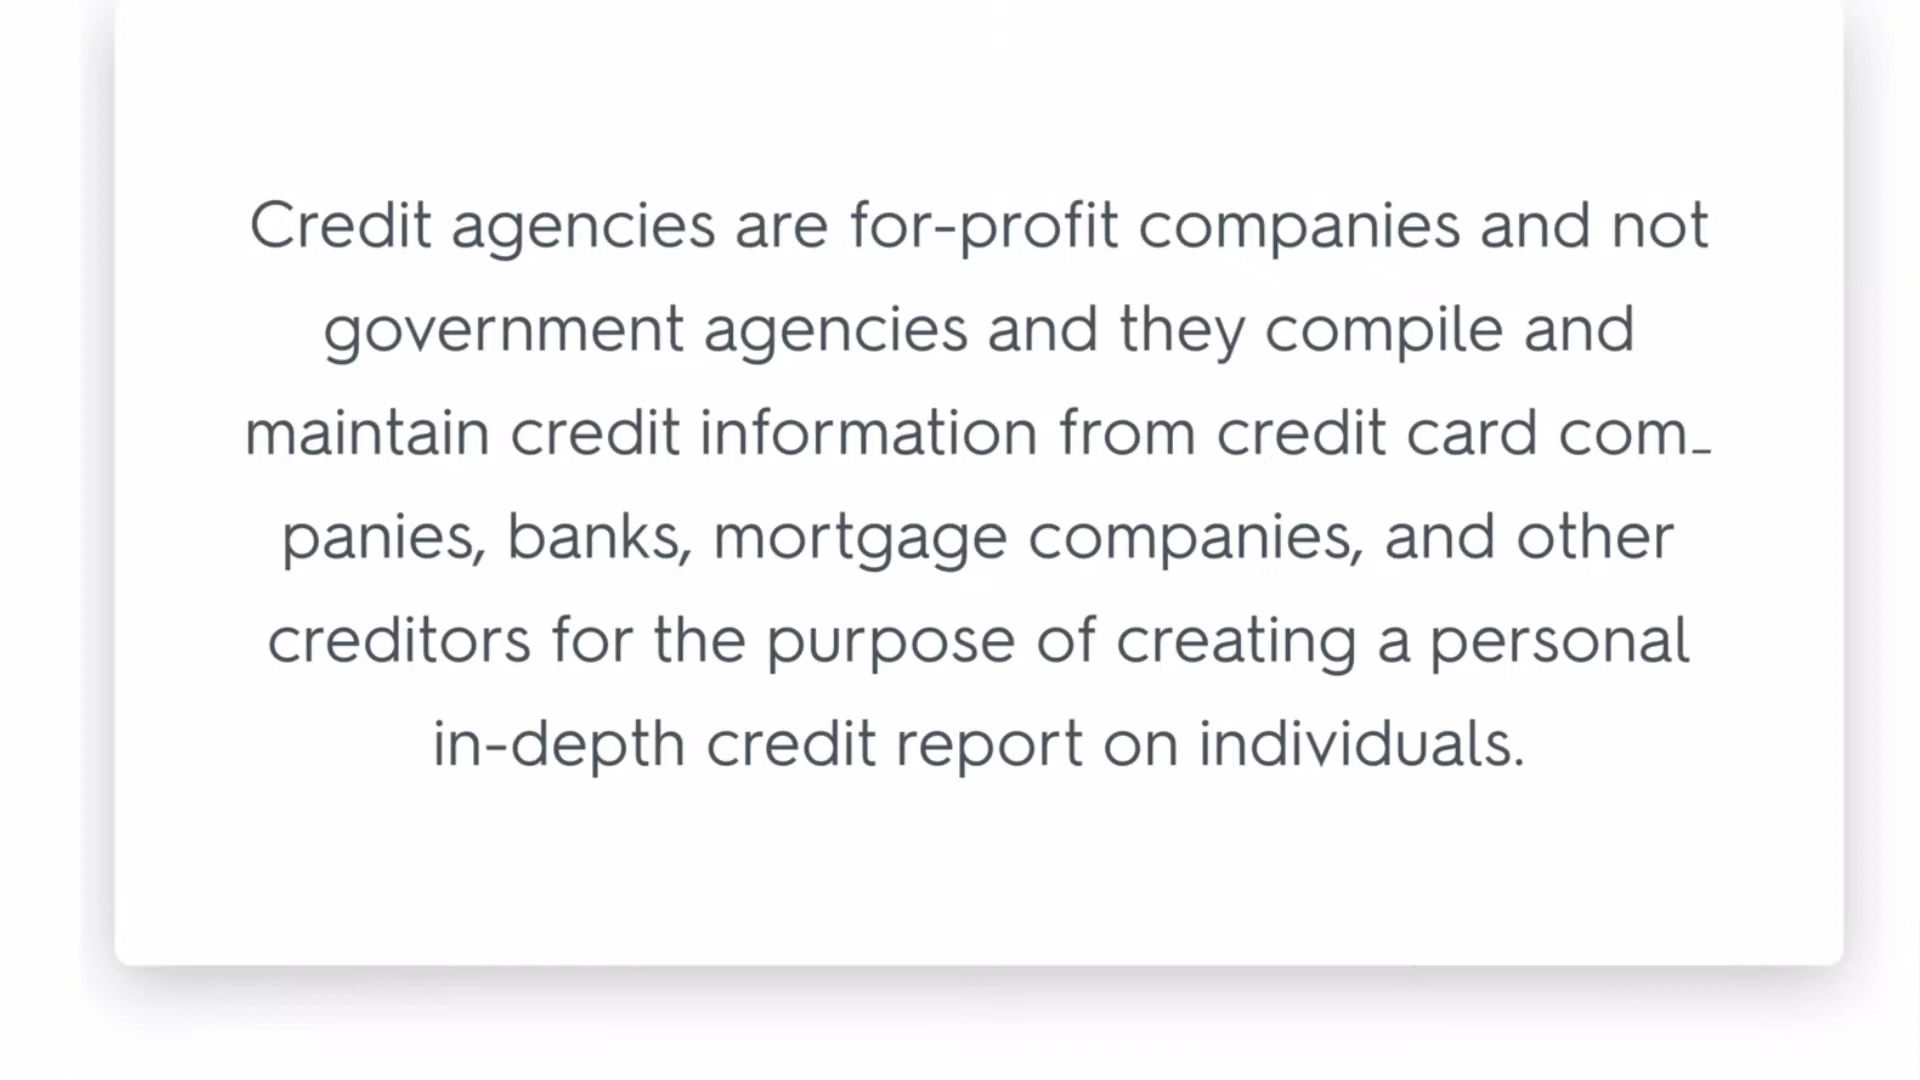 Credit agencies are for-profit companies and not
government agencies and they compile and
maintain credit information from credit card com_
panies, banks, mortgage companies, and other
creditors for the purpose of creating a personal
in-depth credit report on individuals.